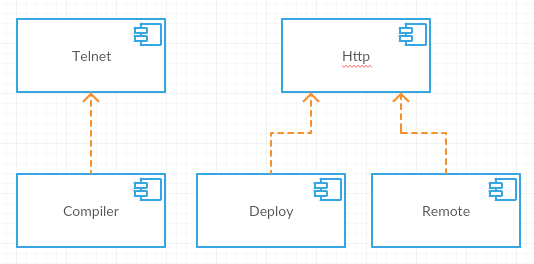 Telnet
Http
Compiler
Deploy
Remote